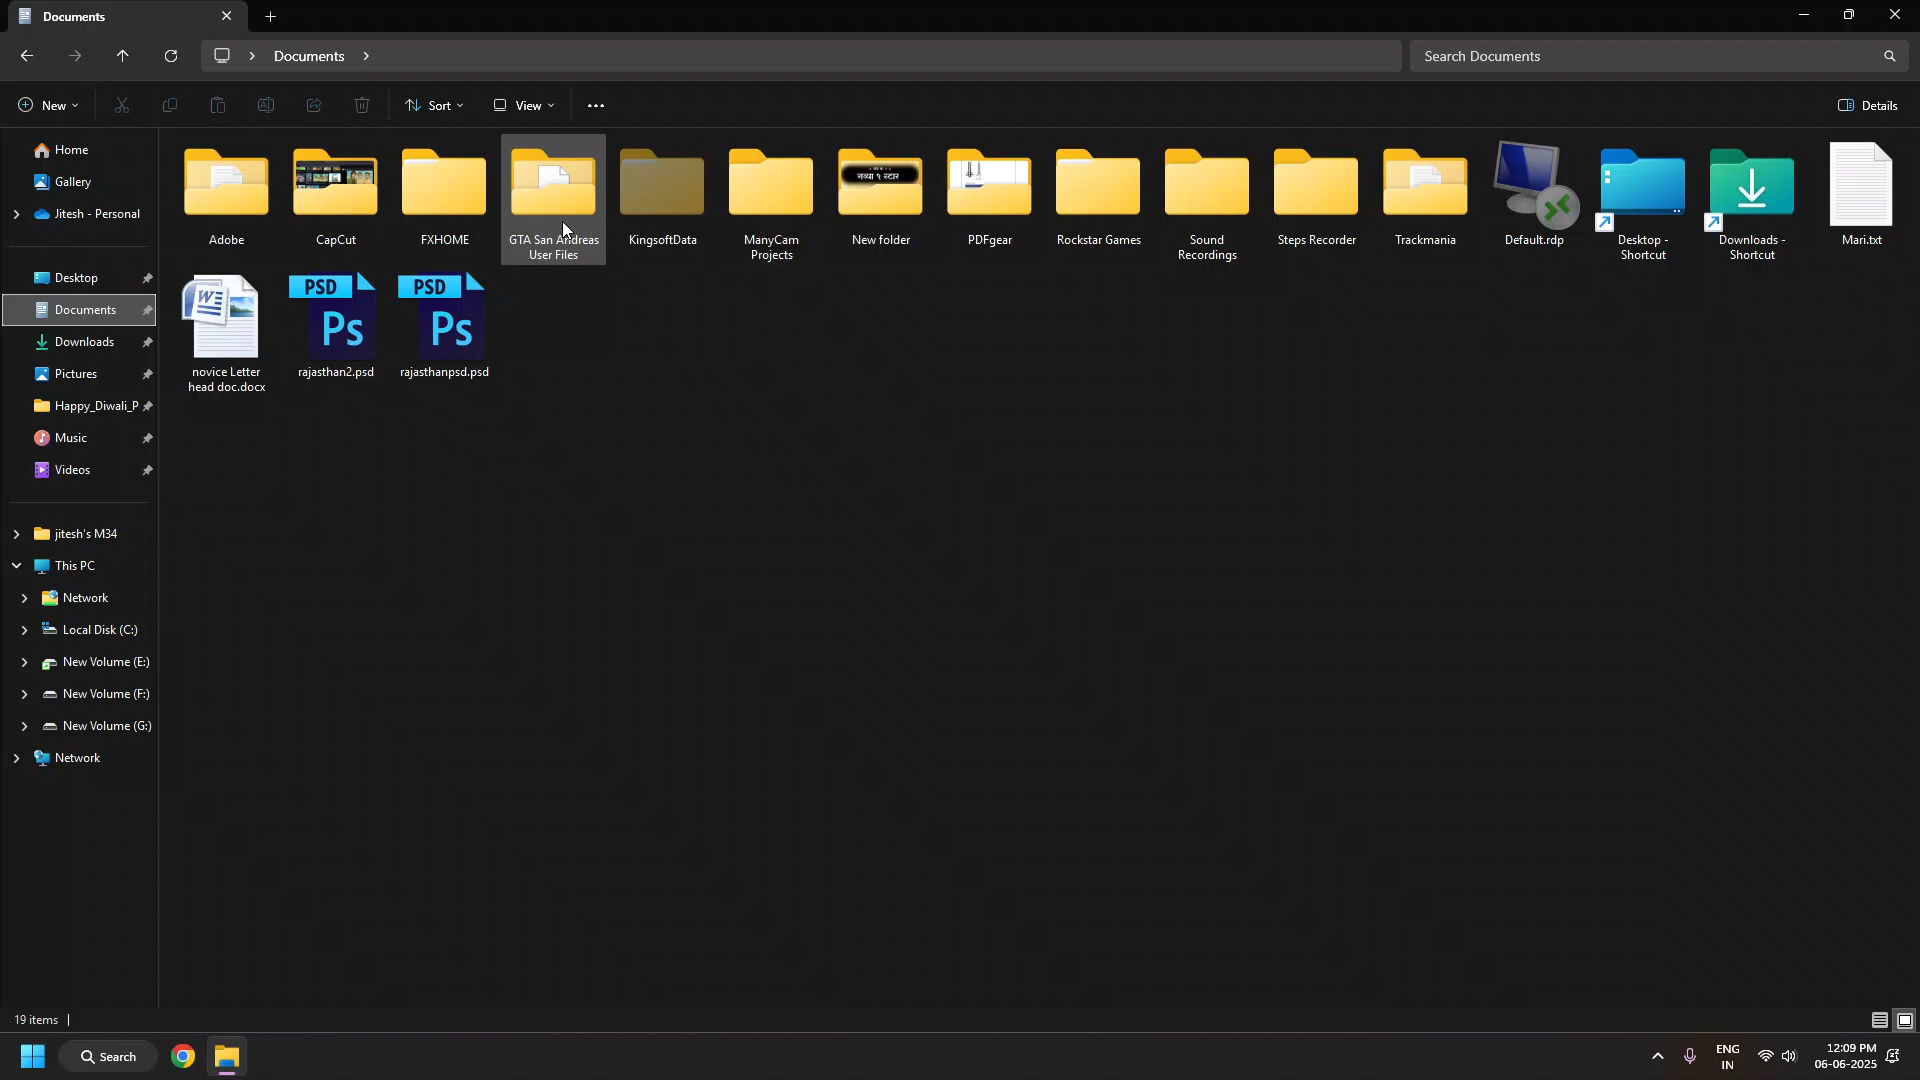 Documents
Documents
Search Documents
New
Sort
View
Details
Home
Gallery
Jitesh - Personal
Desktop
Documents
Downloads
Pictures
Happy_Diwali_P
Music
Videos
jitesh's M34
This PC
Network
Local Disk (C:)
New Volume (E:)
New Volume (F:)
New Volume (G:)
Network
नव्या १ स्टार
Adobe
CapCut
FXHOME
GTA San Andreas
User Files
KingsoftData
ManyCam
Projects
New folder
PDFgear
Rockstar Games
Sound
Recordings
Steps Recorder
Trackmania
Default.rdp
Desktop -
Shortcut
Downloads -
Shortcut
Mari.txt
W
PSD
Ps
PSD
Ps
novice Letter
head doc.docx
rajasthan2.psd
rajasthanpsd.psd
19 items
Search
ENG
IN
12:09 PM
06-06-2025